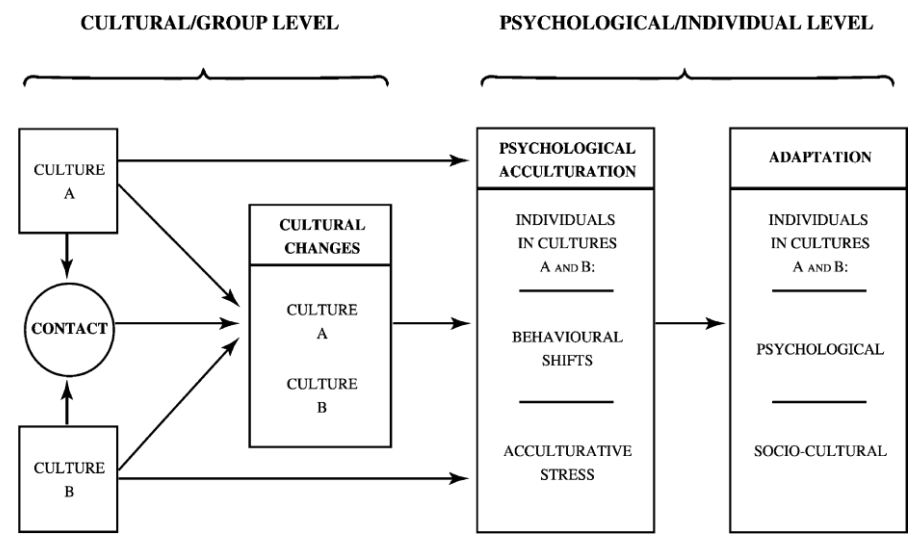 CULTURAL/GROUP LEVEL
PSYCHOLOGICAL/INDIVIDUAL LEVEL
CULTURE
A
CONTACT
CULTURE
B
CULTURAL
CHANGES
CULTURE
A
CULTURE
B
PSYCHOLOGICAL
ACCULTURATION
INDIVIDUALS
IN CULTURES
A AND B:
BEHAVIOURAL
SHIFTS
ACCULTURATIVE
STRESS
ADAPTATION
INDIVIDUALS
IN CULTURES
A AND B:
PSYCHOLOGICAL
SOCIO-CULTURAL